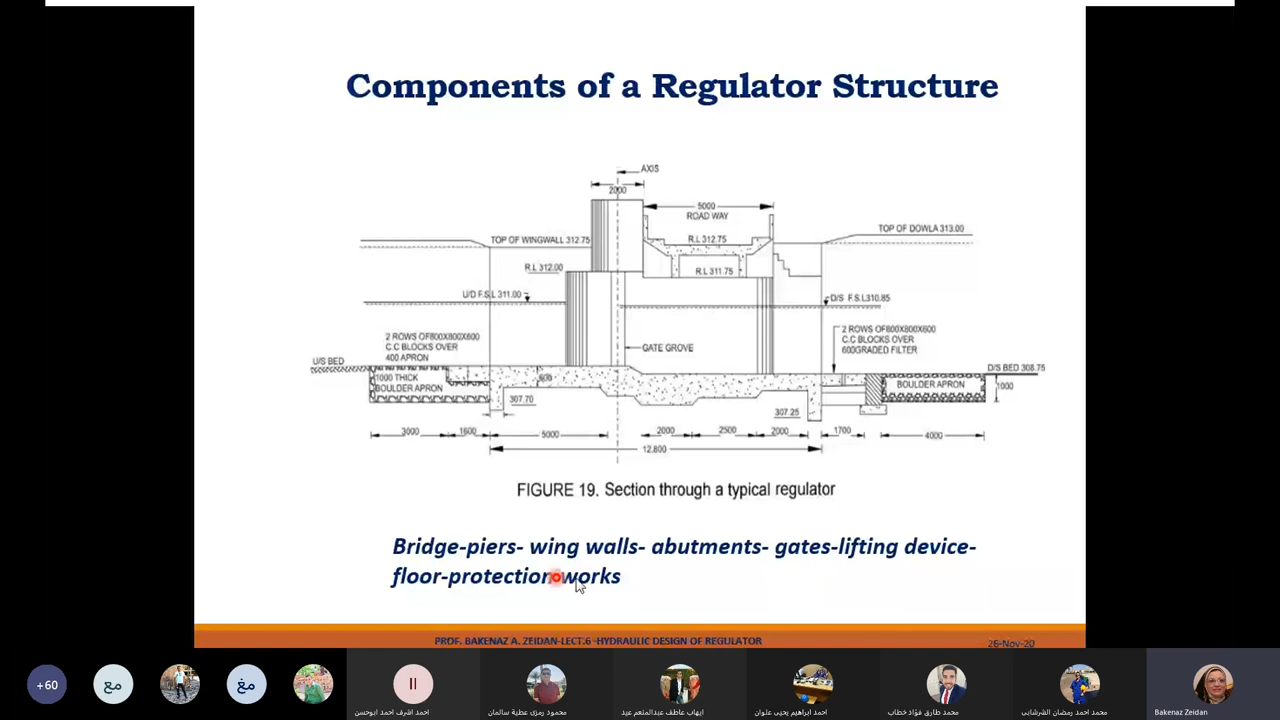 Components of a Regulator Structure
AXIS
2000
5000
ROAD WAY
TOP OF DOWLA 313.00
TOP OF WINGWALL 312.75
R.L 312.75
R.L 312.00
R.L 311.75
U/D F.S.L 311.00
D/S F.S.L310.85
2 ROWS OF800X800X600
C.C BLOCKS OVER
400 APRON
2 ROWS OF800X800X600
C.C BLOCKS OVER
600GRADED FILTER
GATE GROVE
U/S BED
D/S BED 308.75
1000 THICK
BOULDER APRON
600
BOULDER APRON
1000
307.70
307.25
3000
1600
5000
2000
2500
2000
1700
4000
12.800
FIGURE 19. Section through a typical regulator
Bridge-piers- wing walls- abutments- gates-lifting device-
floor-protection works
PROF. BAKENAZ A. ZEIDAN-LECT.6 -HYDRAULIC DESIGN OF REGULATOR
26-Nov-20
+60
مع
مغ
احمد اشرف احمد ابوحسن
محمود رمزى عطية سالمان
ايهاب عاطف عبدالمنعم عيد
احمد ابراهيم يحيى علوان
محمد طارق فؤاد خطاب
محمد احمد رمضان الشرشابى
Bakenaz Zeidan